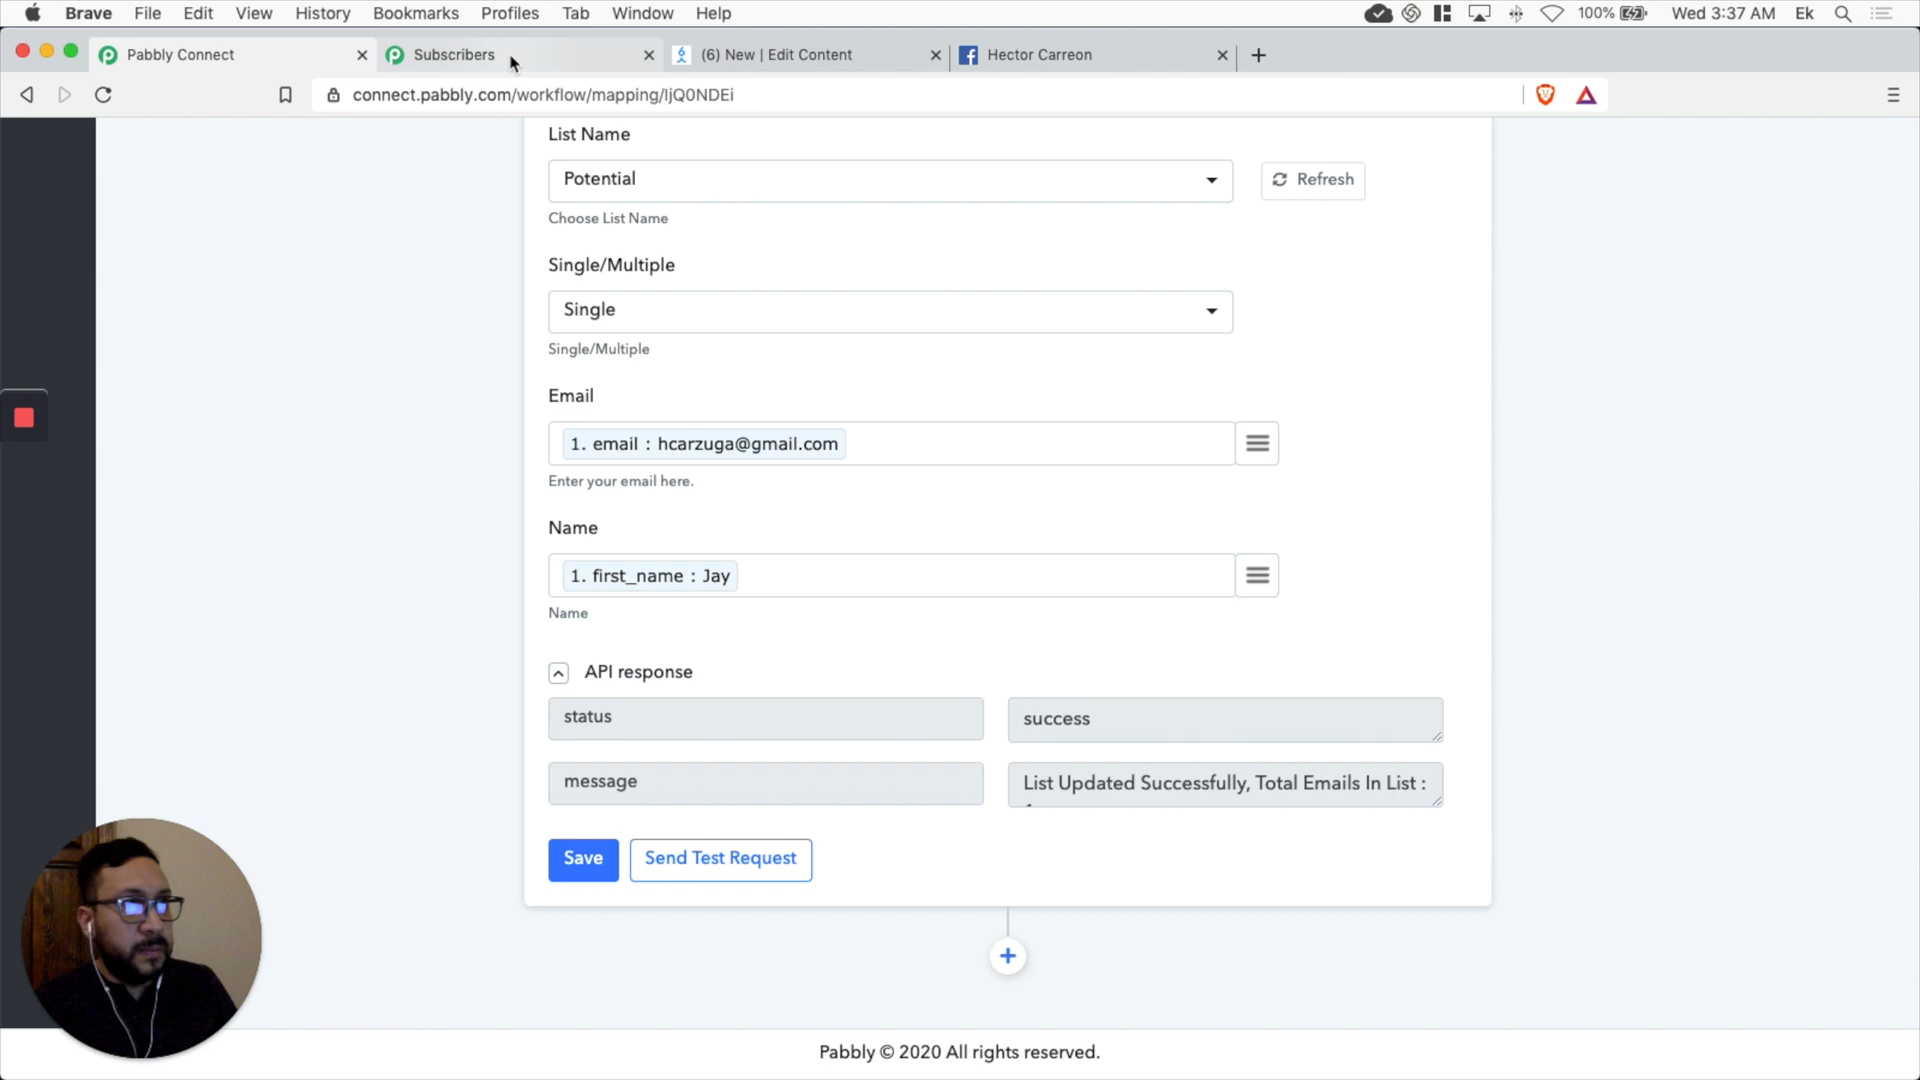 Brave File Edit View History Bookmarks Profiles Tab Window Help 100% Wed 3:37 AM Ek
Pabbly Connect Subscribers (6) New | Edit Content Hector Carreon
connect.pabbly.com/workflow/mapping/IjQ0NDEi
List Name
Potential
Refresh
Choose List Name
Single/Multiple
Single
Single/Multiple
Email
1. email : hcarzuga@gmail.com
Enter your email here.
Name
1. first_name : Jay
Name
API response
status success
message List Updated Successfully, Total Emails In List :
Save Send Test Request
Pabbly © 2020 All rights reserved.